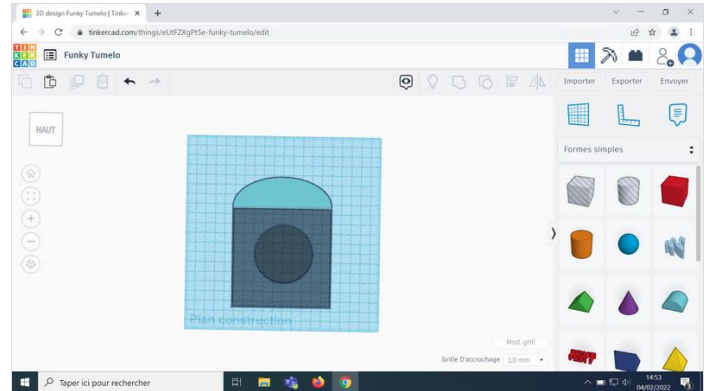 3D design Funky Tumelo | Tinker
tinkercad.com/things/eUtFZXgPt5e-funky-tumelo/edit
TIN
KER
CAD
Funky Tumelo
Importer Exporter Envoyer
HAUT
Formes simples
Plan construction
Mod. grill
Grille D'accrochage 1,0 mm
Taper ici pour rechercher
14:53
04/02/2022